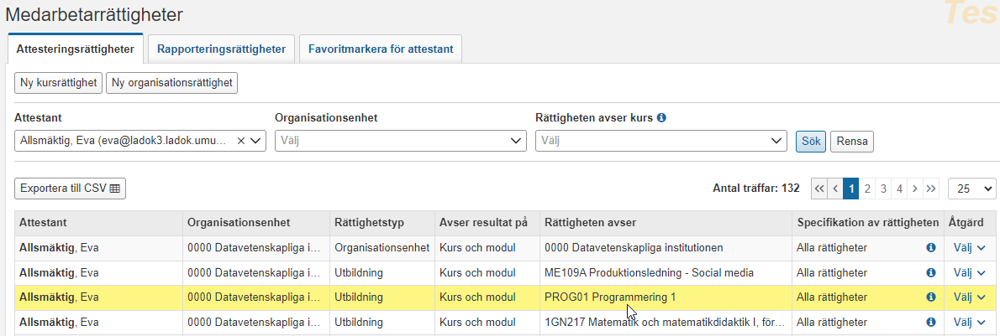 Medarbetarrättigheter
Tes
Attesteringsrättigheter Rapporteringsrättigheter Favoritmarkera för attestant
Ny kursrättighet Ny organisationsrättighet
Attestant Organisationsenhet Rättigheten avser kurs
Allsmäktig, Eva (eva@ladok3.ladok.umu... Välj Välj Sök Rensa
Exportera till CSV Antal träffar: 132 1 2 3 4 25
Attestant Organisationsenhet Rättighetstyp Avser resultat på Rättigheten avser Specifikation av rättigheten Åtgärd
Allsmäktig, Eva 0000 Datavetenskapliga i... Organisationsenhet Kurs och modul 0000 Datavetenskapliga institutionen Alla rättigheter Välj
Allsmäktig, Eva 0000 Datavetenskapliga i... Utbildning Kurs och modul ME109A Produktionsledning - Social media Alla rättigheter Välj
Allsmäktig, Eva 0000 Datavetenskapliga i... Utbildning Kurs och modul PROG01 Programmering 1 Alla rättigheter Välj
Allsmäktig, Eva 0000 Datavetenskapliga i... Utbildning Kurs och modul 1GN217 Matematik och matematikdidaktik I, för... Alla rättigheter Välj